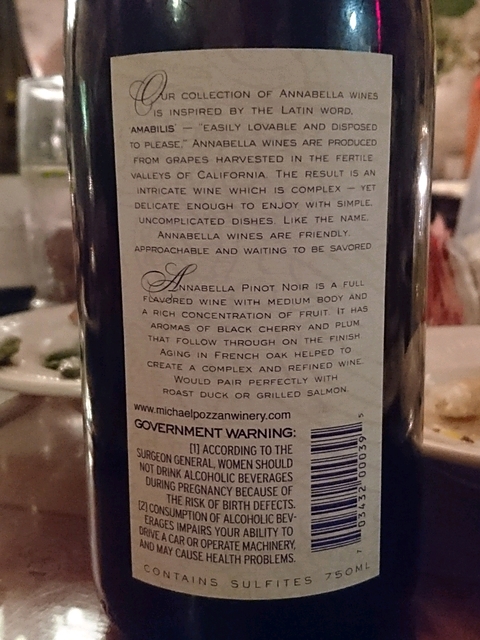 Our collection of Annabella wines
is inspired by the Latin word,
amabilis — "easily lovable and disposed
to please." Annabella wines are produced
from grapes harvested in the fertile
valleys of California. The result is an
intricate wine which is complex — yet
delicate enough to enjoy with simple,
uncomplicated dishes. Like the name,
Annabella wines are friendly,
approachable and waiting to be savored
Annabella Pinot Noir is a full
flavored wine with medium body and
a rich concentration of fruit. It has
aromas of black cherry and plum
that follow through on the finish.
Aging in French oak helped to
create a complex and refined wine.
Would pair perfectly with
roast duck or grilled salmon.
www.michaelpozzanwinery.com
GOVERNMENT WARNING:
[1] ACCORDING TO THE
SURGEON GENERAL, WOMEN SHOULD
NOT DRINK ALCOHOLIC BEVERAGES
DURING PREGNANCY BECAUSE OF
THE RISK OF BIRTH DEFECTS.
[2] CONSUMPTION OF ALCOHOLIC BEV-
ERAGES IMPAIRS YOUR ABILITY TO
DRIVE A CAR OR OPERATE MACHINERY,
AND MAY CAUSE HEALTH PROBLEMS.
7 03432 00039 5
CONTAINS SULFITES 750ML